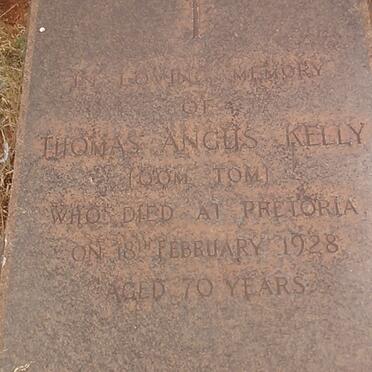 IN LOVING MEMORY
OF
THOMAS ANGUS KELLY
(OOM TOM)
WHO DIED AT PRETORIA
ON 18TH FEBRUARY 1928
AGED 70 YEARS